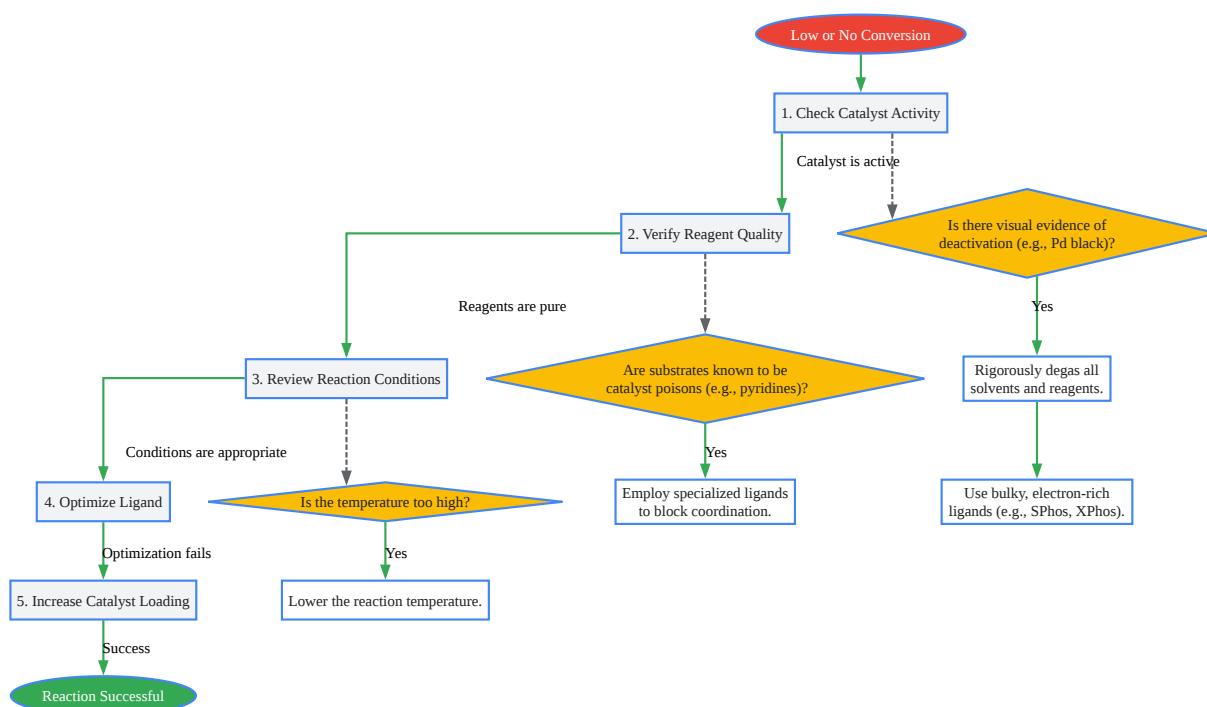 Low or No Conversion
1. Check Catalyst Activity
Catalyst is active
Is there visual evidence of
deactivation (e.g., Pd black)?
2. Verify Reagent Quality
Reagents are pure
Yes
3. Review Reaction Conditions
Are substrates known to be
catalyst poisons (e.g., pyridines)?
Rigorously degas all
solvents and reagents.
Conditions are appropriate
Yes
4. Optimize Ligand
Is the temperature too high?
Employ specialized ligands
to block coordination.
Use bulky, electron-rich
ligands (e.g., SPhos, XPhos).
Optimization fails
Yes
5. Increase Catalyst Loading
Lower the reaction temperature.
Success
Reaction Successful